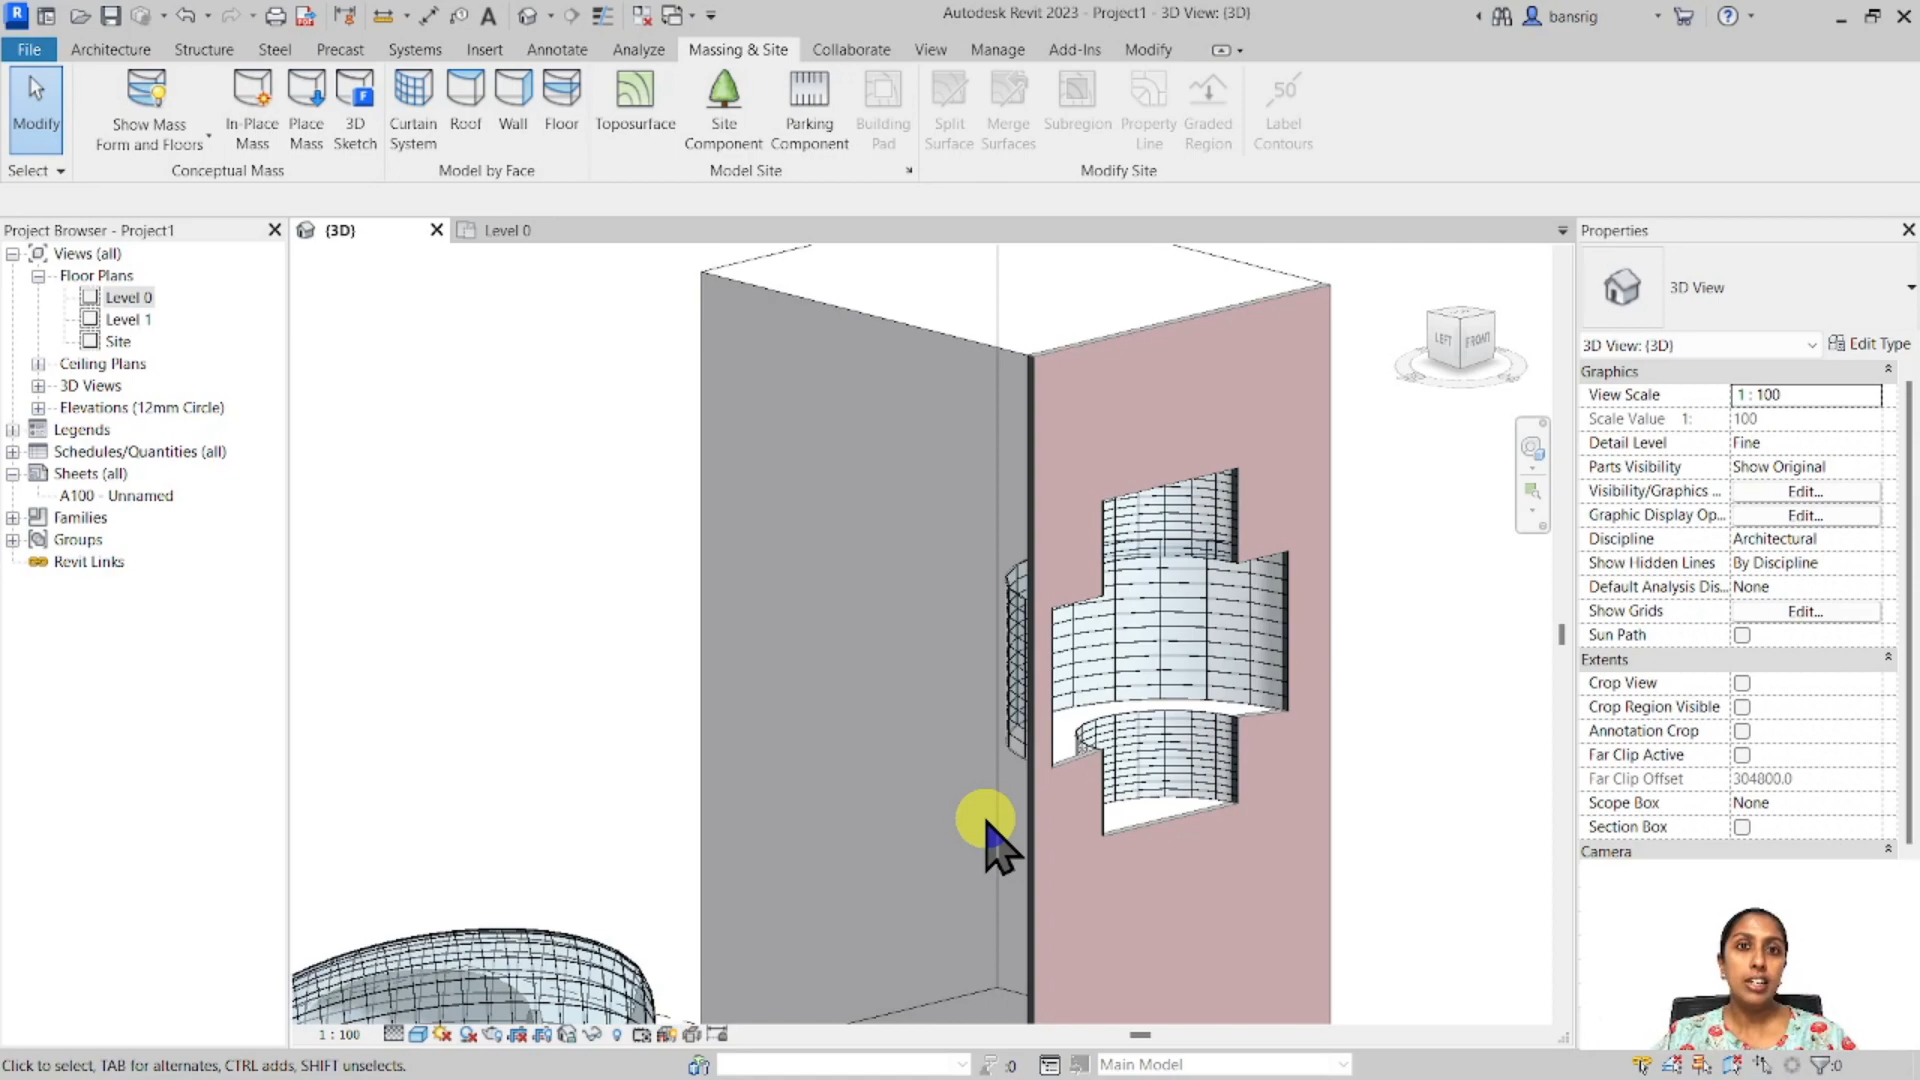 Autodesk Revit 2023 - Project1 - 3D View: {3D}
bansrig
File
Architecture
Structure
Steel
Precast
Systems
Insert
Annotate
Analyze
Massing & Site
Collaborate
View
Manage
Add-Ins
Modify
Modify
Show Mass
Form and Floors
In-Place
Mass
Place
Mass
3D
Sketch
Curtain
System
Roof
Wall
Floor
Toposurface
Site
Component
Parking
Component
Building
Pad
Split
Surface
Merge
Surfaces
Subregion
Property
Line
Graded
Region
50
Label
Contours
Select
Conceptual Mass
Model by Face
Model Site
Modify Site
Project Browser - Project1
Views (all)
Floor Plans
Level 0
Level 1
Site
Ceiling Plans
3D Views
Elevations (12mm Circle)
Legends
Schedules/Quantities (all)
Sheets (all)
A100 - Unnamed
Families
Groups
Revit Links
{3D}
Level 0
LEFT
FRONT
Properties
3D View
3D View: {3D}
Edit Type
Graphics
View Scale
1 : 100
Scale Value 1:
100
Detail Level
Fine
Parts Visibility
Show Original
Visibility/Graphics ...
Edit...
Graphic Display Op...
Edit...
Discipline
Architectural
Show Hidden Lines
By Discipline
Default Analysis Dis...
None
Show Grids
Edit...
Sun Path
Extents
Crop View
Crop Region Visible
Annotation Crop
Far Clip Active
Far Clip Offset
304800.0
Scope Box
None
Section Box
Camera
1 : 100
Click to select, TAB for alternates, CTRL adds, SHIFT unselects.
:0
Main Model
:0